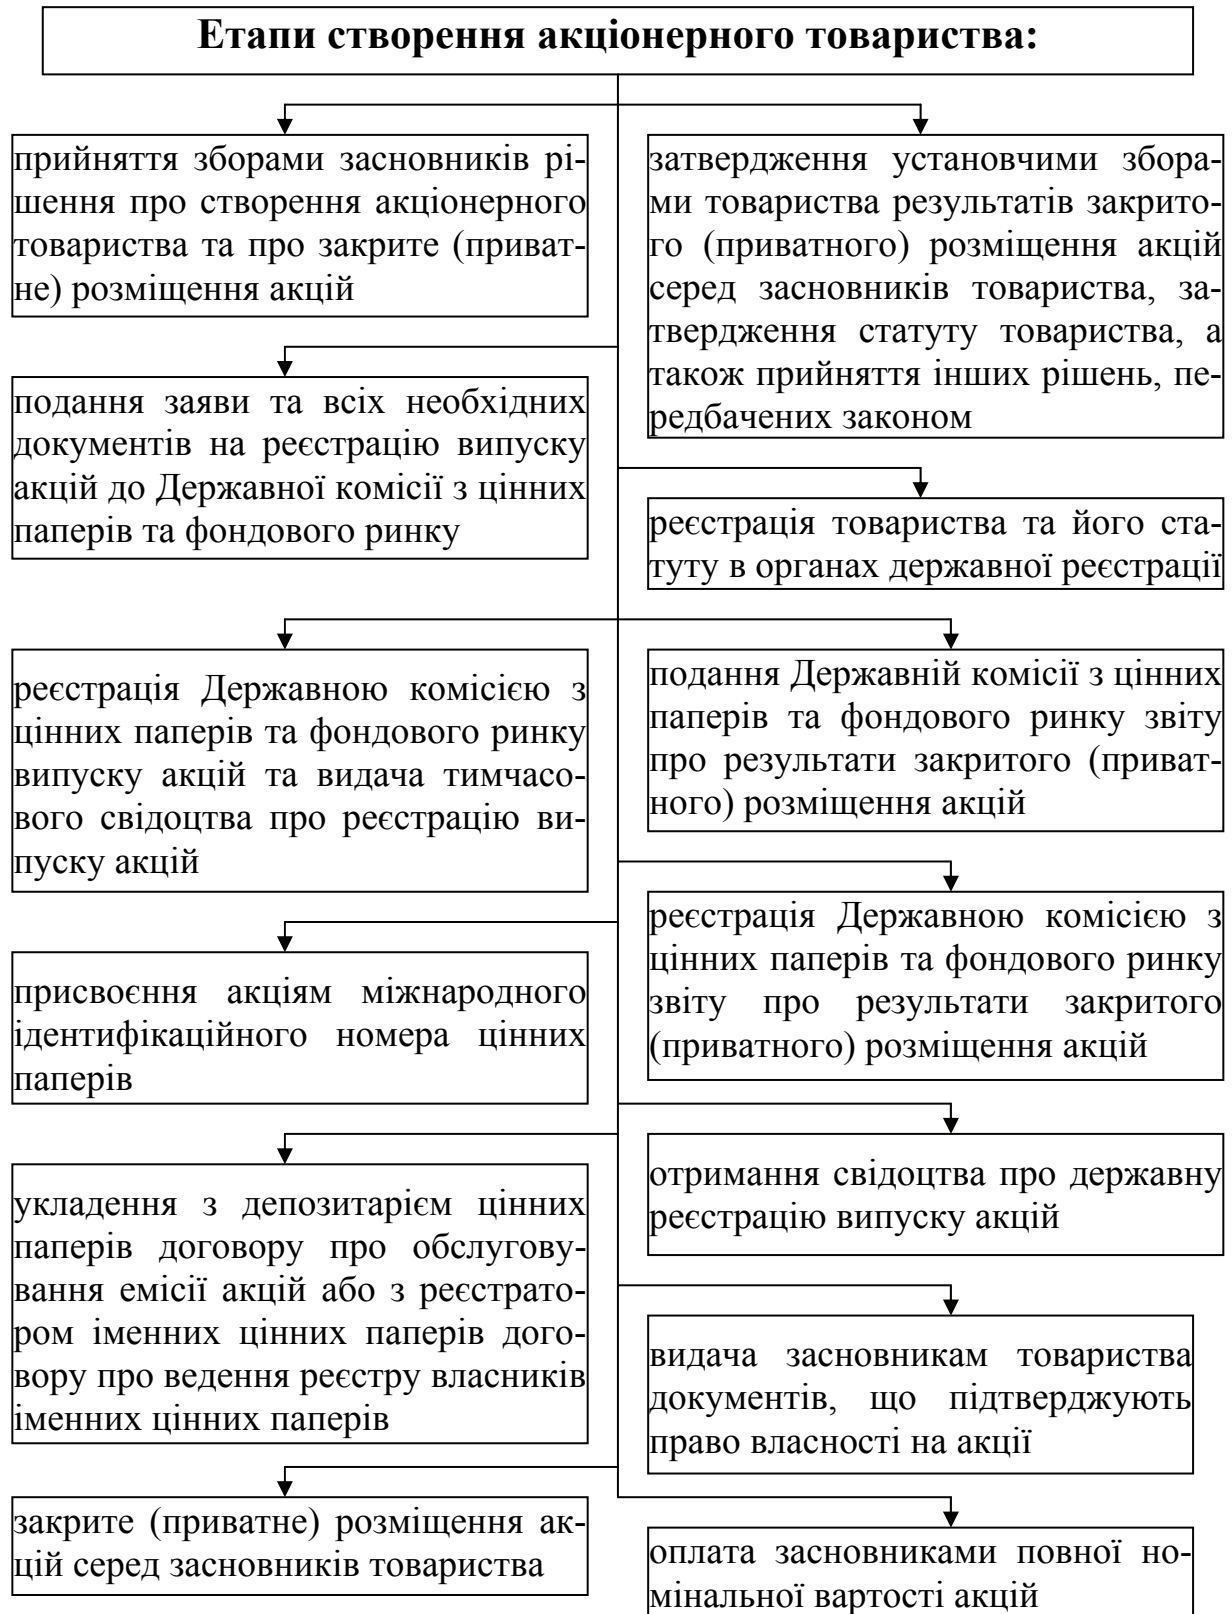 Етапи створення акціонерного товариства:
прийняття зборами засновників рі-
шення про створення акціонерного
товариства та про закрите (приват-
не) розміщення акцій
подання заяви та всіх необхідних
документів на реєстрацію випуску
акцій до Державної комісії з цінних
паперів та фондового ринку
реєстрація Державною комісією з
цінних паперів та фондового ринку
випуску акцій та видача тимчасо-
вого свідоцтва про реєстрацію ви-
пуску акцій
присвоєння акціям міжнародного
ідентифікаційного номера цінних
паперів
укладення з депозитарієм цінних
паперів договору про обслугову-
вання емісії акцій або з реєстрато-
ром іменних цінних паперів дого-
вору про ведення реєстру власників
іменних цінних паперів
закрите (приватне) розміщення ак-
цій серед засновників товариства
затвердження установчими збора-
ми товариства результатів закрито-
го (приватного) розміщення акцій
серед засновників товариства, за-
твердження статуту товариства, а
також прийняття інших рішень, пе-
редбачених законом
реєстрація товариства та його ста-
туту в органах державної реєстрації
подання Державній комісії з цінних
паперів та фондового ринку звіту
про результати закритого (приват-
ного) розміщення акцій
реєстрація Державною комісією з
цінних паперів та фондового ринку
звіту про результати закритого
(приватного) розміщення акцій
отримання свідоцтва про державну
реєстрацію випуску акцій
видача засновникам товариства
документів, що підтверджують
право власності на акції
оплата засновниками повної но-
мінальної вартості акцій